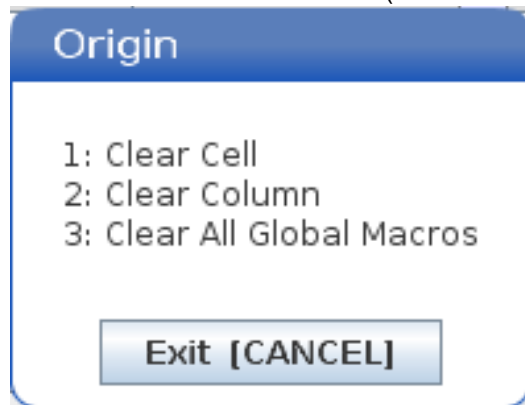 Origin
1: Clear Cell
2: Clear Column
3: Clear All Global Macros
Exit [CANCEL]